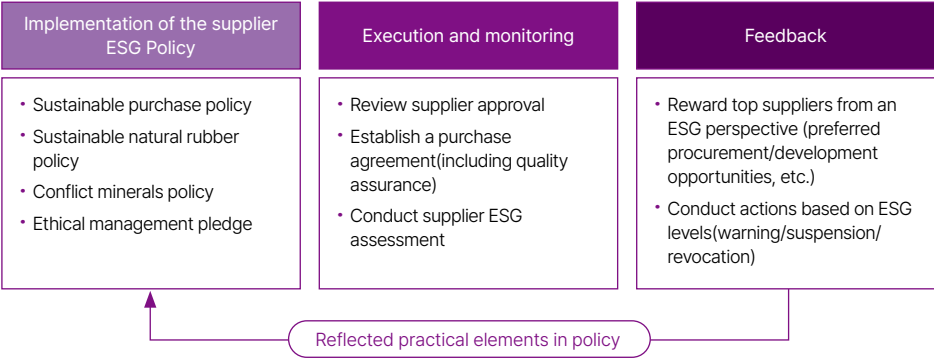 Implementation of the supplier
ESG Policy
• Sustainable purchase policy
• Sustainable natural rubber
policy
• Conflict minerals policy
• Ethical management pledge
Execution and monitoring
• Review supplier approval
• Establish a purchase
agreement(including quality
assurance)
• Conduct supplier ESG
assessment
Feedback
• Reward top suppliers from an
ESG perspective (preferred
procurement/development
opportunities, etc.)
• Conduct actions based on ESG
levels(warning/suspension/
revocation)
Reflected practical elements in policy